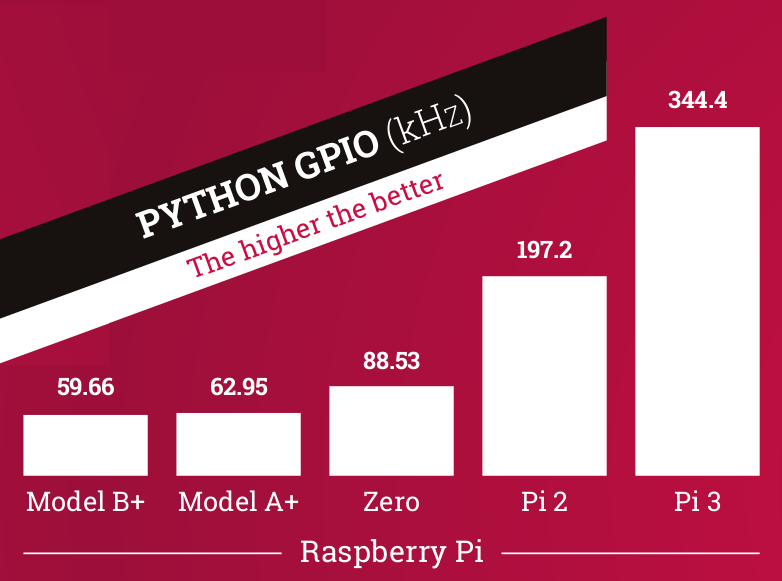 PYTHON GPIO (kHz)
The higher the better
344.4
197.2
88.53
59.66
62.95
Model B+
Model A+
Zero
Pi 2
Pi 3
Raspberry Pi